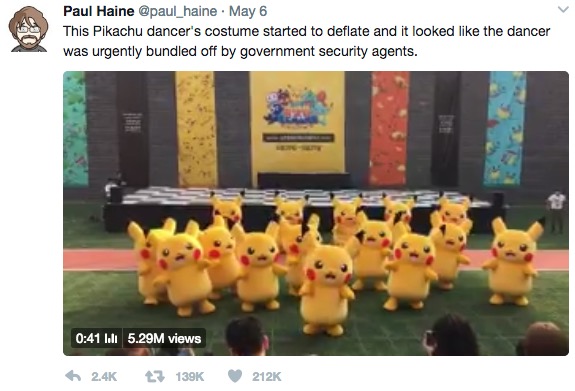 Paul Haine @paul_haine · May 6
This Pikachu dancer's costume started to deflate and it looked like the dancer
was urgently bundled off by government security agents.
0:41 5.29M views
2.4K 139K 212K